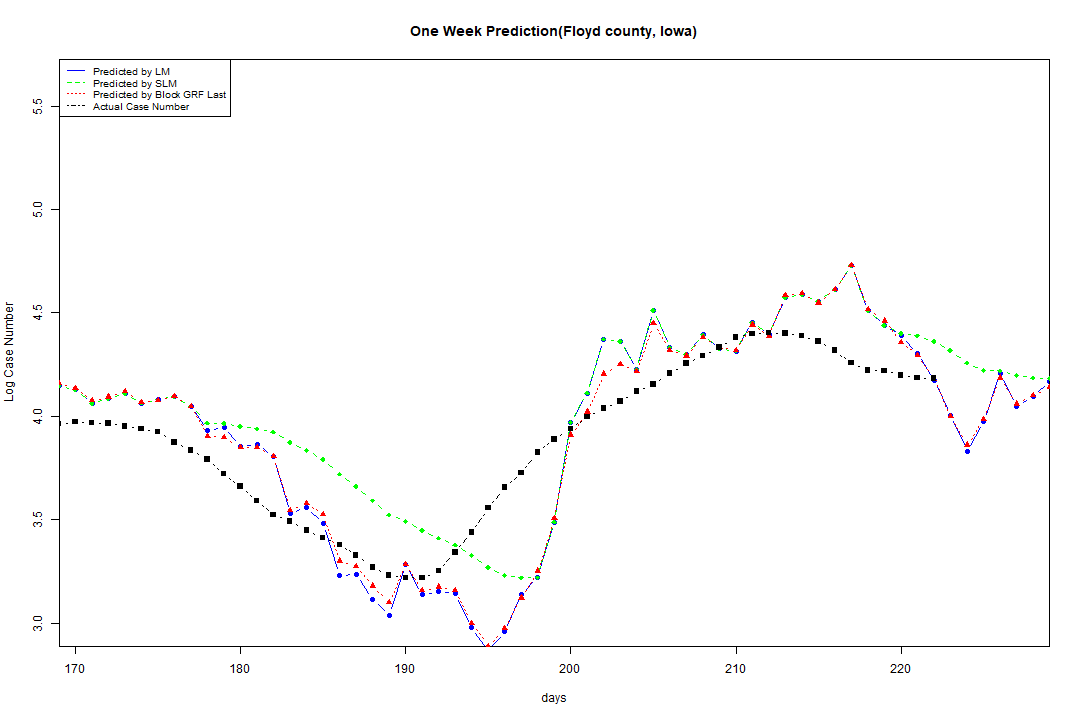 One Week Prediction(Floyd county, Iowa)
Predicted by LM
Predicted by SLM
Predicted by Block GRF Last
Actual Case Number
5.5
5.0
4.5
4.0
3.5
3.0
Log Case Number
170 180 190 200 210 220
days